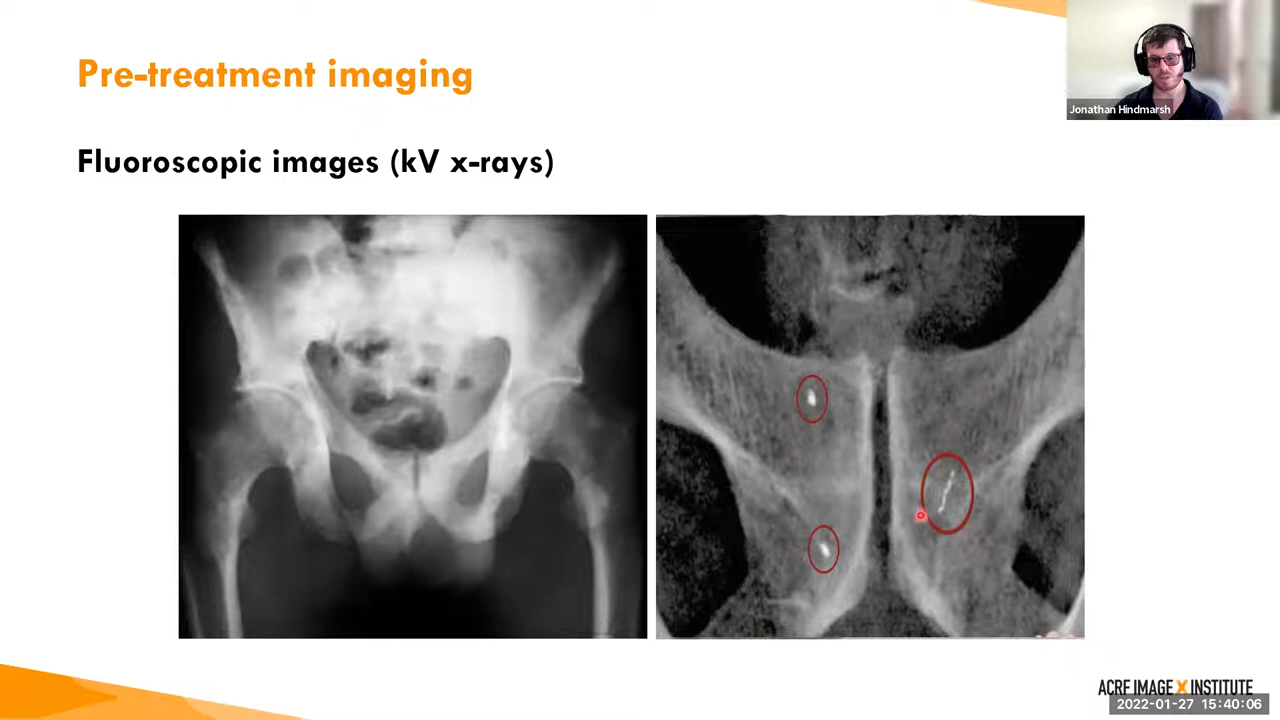 Pre-treatment imaging
Jonathan Hindmarsh
Fluoroscopic images (kV x-rays)
ACRF IMAGE X INSTITUTE
2022-01-27 15:40:06